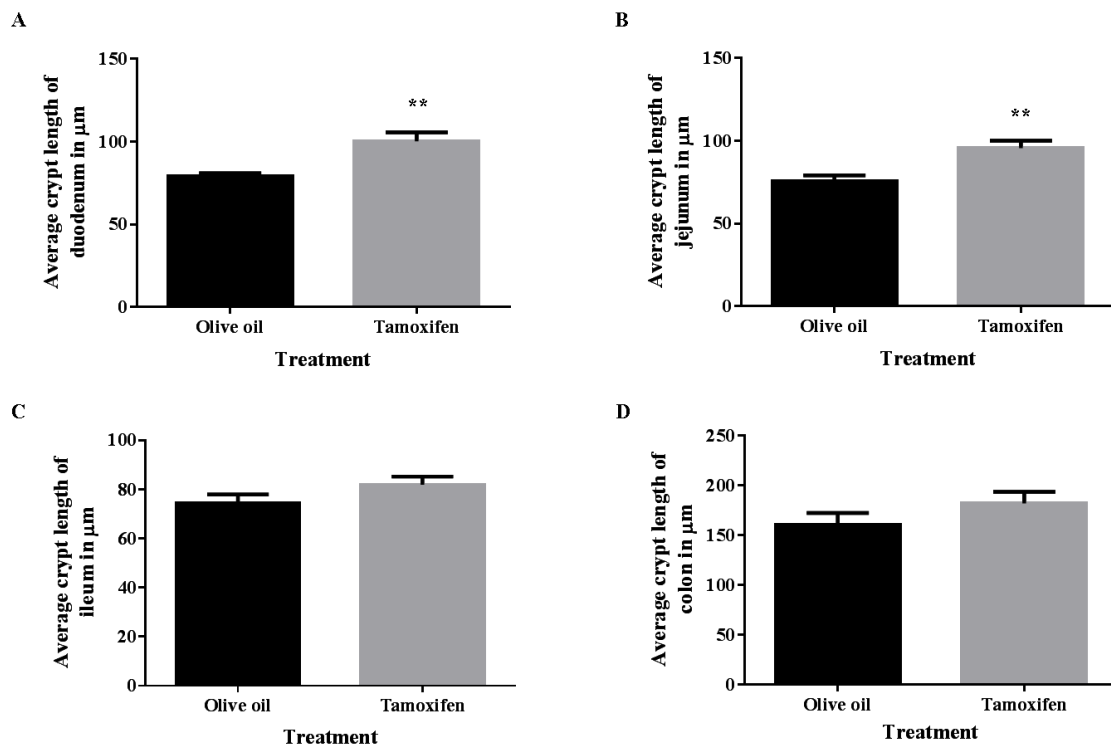 A
Average crypt length of
duodenum in µm
150
100
50
0
**
Olive oil
Tamoxifen
Treatment
B
Average crypt length of
jejunum in µm
150
100
50
0
**
Olive oil
Tamoxifen
Treatment
C
Average crypt length of
ileum in µm
100
80
60
40
20
0
Olive oil
Tamoxifen
Treatment
D
Average crypt length of
colon in µm
250
200
150
100
50
0
Olive oil
Tamoxifen
Treatment